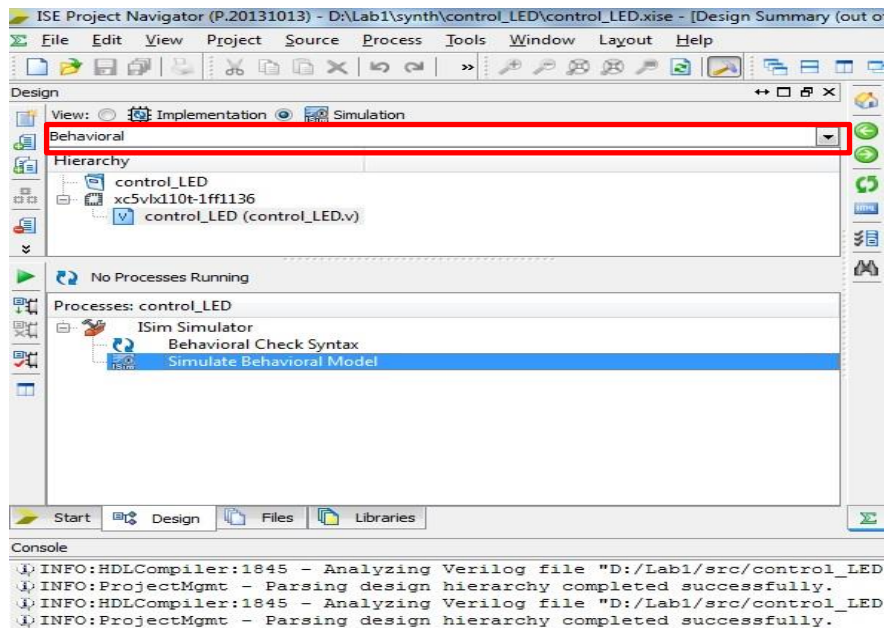 ISE Project Navigator (P.20131013) - D:\Lab1\synth\control_LED\control_LED.xise - [Design Summary (out o
File Edit View Project Source Process Tools Window Layout Help
Design
View: Implementation Simulation
Behavioral
Hierarchy
control_LED
xc5vlx110t-1ff1136
control_LED (control_LED.v)
No Processes Running
Processes: control_LED
ISim Simulator
Behavioral Check Syntax
Simulate Behavioral Model
Start Design Files Libraries
Console
INFO:HDLCompiler:1845 - Analyzing Verilog file "D:/Lab1/src/control_LED
INFO:ProjectMgmt - Parsing design hierarchy completed successfully.
INFO:HDLCompiler:1845 - Analyzing Verilog file "D:/Lab1/src/control_LED
INFO:ProjectMgmt - Parsing design hierarchy completed successfully.